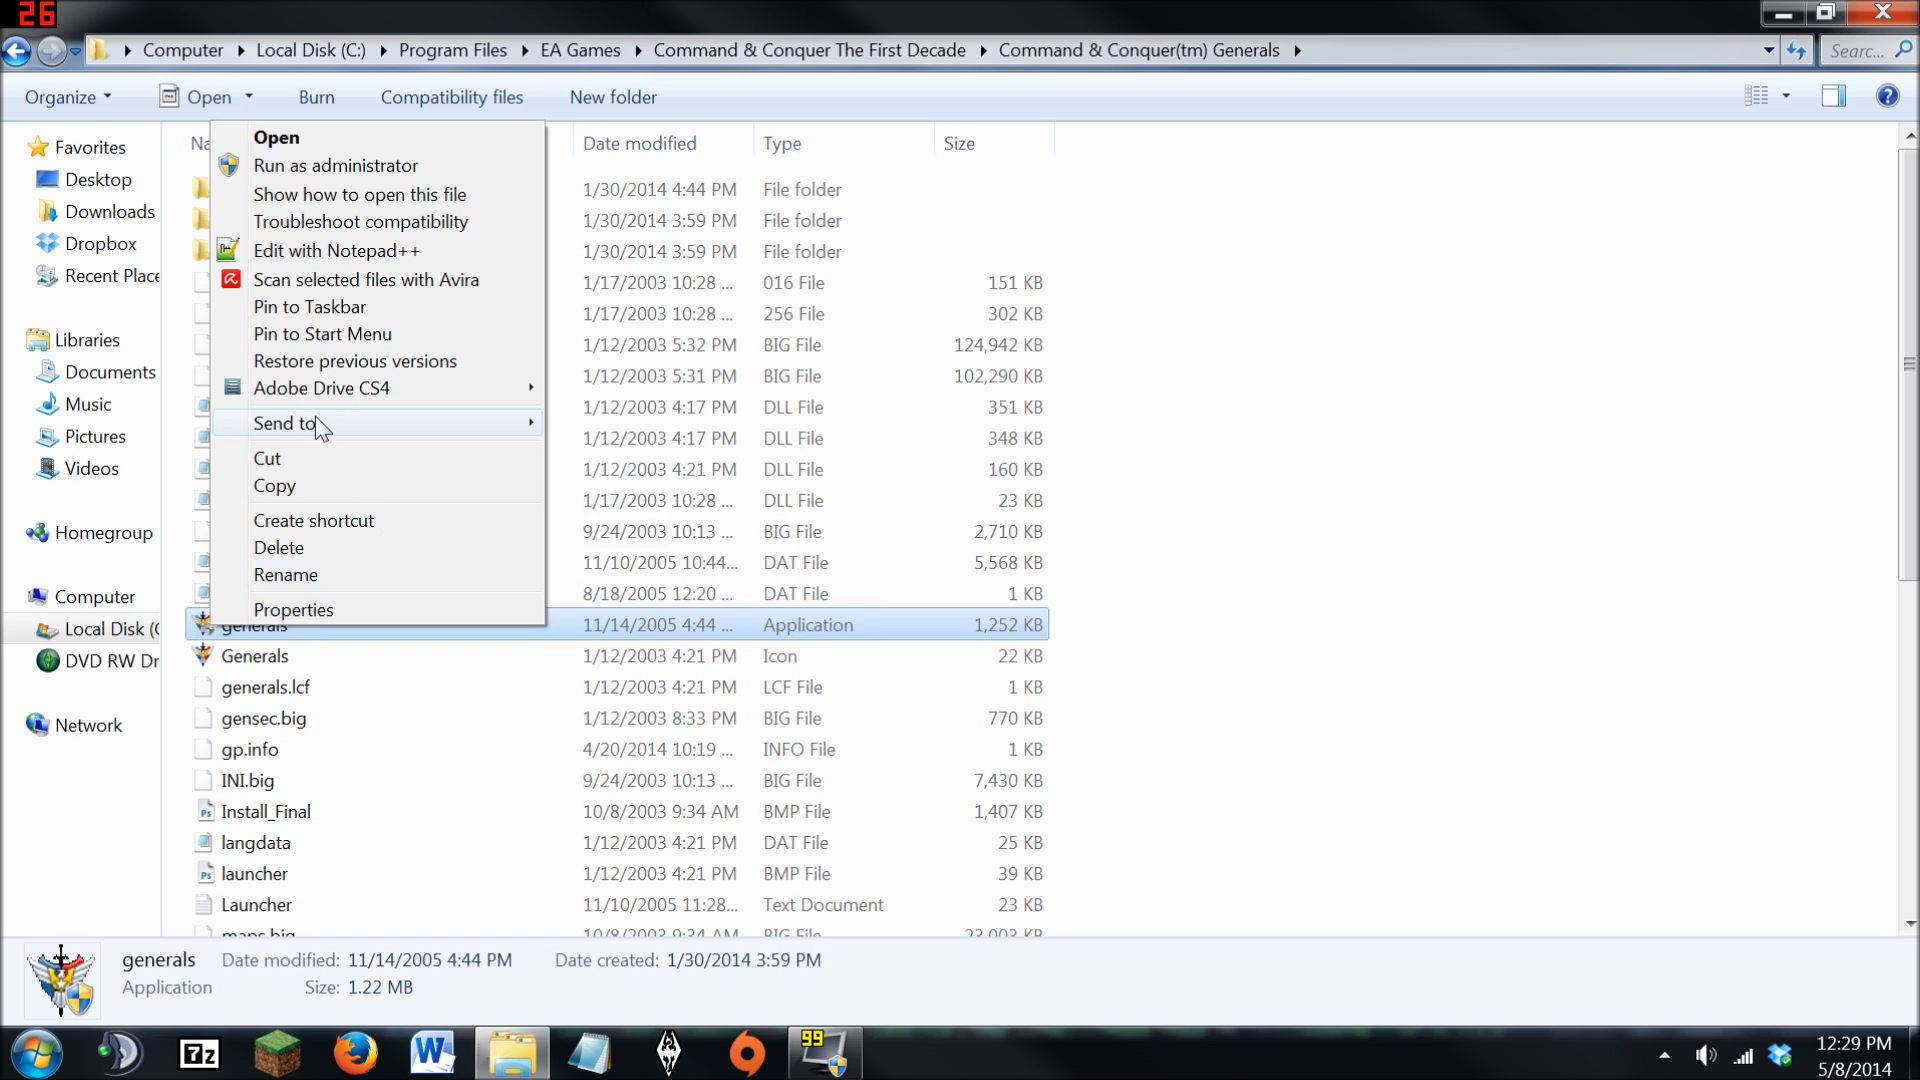 26
Computer Local Disk (C:) Program Files EA Games Command & Conquer The First Decade Command & Conquer(tm) Generals Searc...
Organize Open Burn Compatibility files New folder
Favorites
Desktop
Downloads
Dropbox
Recent Place
Libraries
Documents
Music
Pictures
Videos
Homegroup
Computer
Local Disk (C
DVD RW Dr
Network
Open
Run as administrator
Show how to open this file
Troubleshoot compatibility
Edit with Notepad++
Scan selected files with Avira
Pin to Taskbar
Pin to Start Menu
Restore previous versions
Adobe Drive CS4
Send to
Cut
Copy
Create shortcut
Delete
Rename
Properties
Na Date modified Type Size
1/30/2014 4:44 PM File folder
1/30/2014 3:59 PM File folder
1/30/2014 3:59 PM File folder
1/17/2003 10:28 ... 016 File 151 KB
1/17/2003 10:28 ... 256 File 302 KB
1/12/2003 5:32 PM BIG File 124,942 KB
1/12/2003 5:31 PM BIG File 102,290 KB
1/12/2003 4:17 PM DLL File 351 KB
1/12/2003 4:17 PM DLL File 348 KB
1/12/2003 4:21 PM DLL File 160 KB
1/17/2003 10:28 ... DLL File 23 KB
9/24/2003 10:13 ... BIG File 2,710 KB
11/10/2005 10:44... DAT File 5,568 KB
8/18/2005 12:20 ... DAT File 1 KB
generals 11/14/2005 4:44 ... Application 1,252 KB
Generals 1/12/2003 4:21 PM Icon 22 KB
generals.lcf 1/12/2003 4:21 PM LCF File 1 KB
gensec.big 1/12/2003 8:33 PM BIG File 770 KB
gp.info 4/20/2014 10:19 ... INFO File 1 KB
INI.big 9/24/2003 10:13 ... BIG File 7,430 KB
Install_Final 10/8/2003 9:34 AM BMP File 1,407 KB
langdata 1/12/2003 4:21 PM DAT File 25 KB
launcher 1/12/2003 4:21 PM BMP File 39 KB
Launcher 11/10/2005 11:28... Text Document 23 KB
maps.big 10/8/2003 9:34 AM BIG File 23,003 KB
generals Date modified: 11/14/2005 4:44 PM Date created: 1/30/2014 3:59 PM
Application Size: 1.22 MB
7z
W
99
12:29 PM
5/8/2014